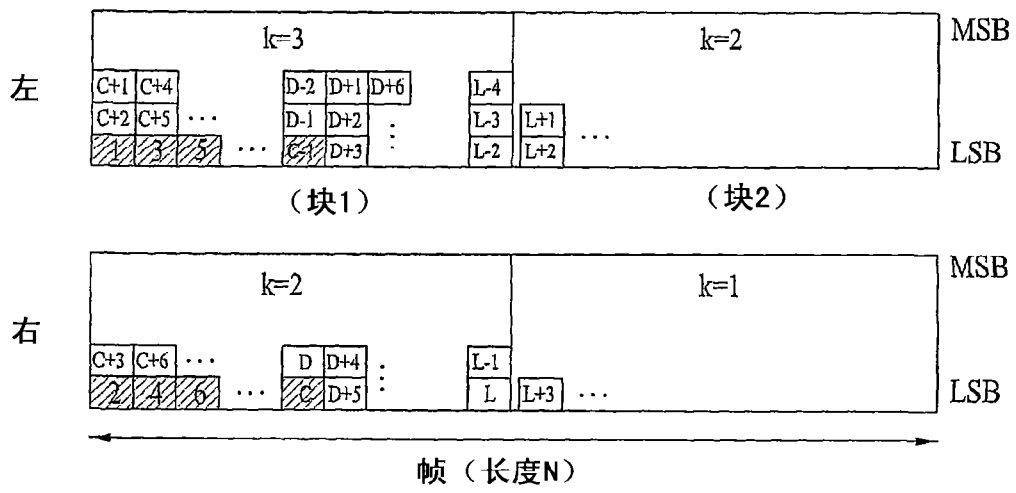 k=3 k=2 MSB
左
C+1 C+4 D-2 D+1 D+6 L-4
C+2 C+5 ... D-1 D+2 ⋮ L-3 L+1 ...
1 3 5 ... C-1 D+3 L-2 L+2 LSB
(块1) (块2)
k=2 k=1 MSB
右
C+3 C+6 ... D D+4 ⋮ L-1
2 4 6 ... C D+5 L L+3 ... LSB
帧(长度N)